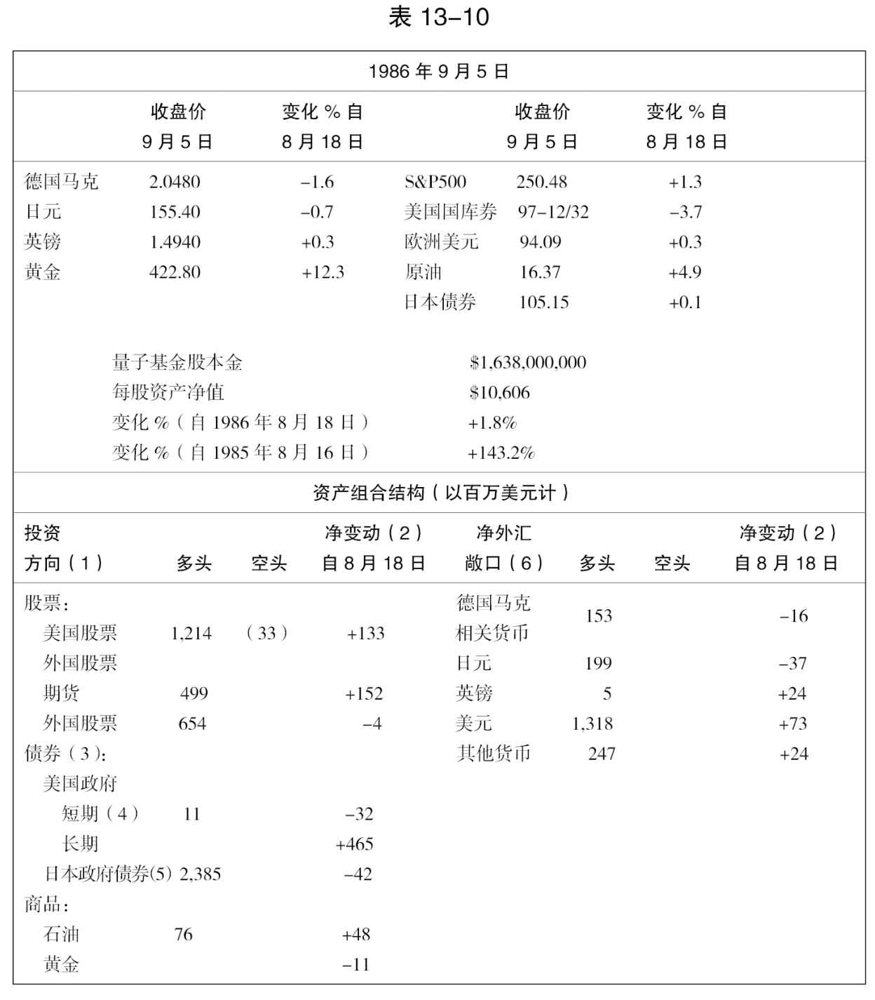 表 13–10
1986 年 9 月 5 日
收盘价 变化 % 自 收盘价 变化 % 自
9 月 5 日 8 月 18 日 9 月 5 日 8 月 18 日
德国马克 2.0480 –1.6 S&P500 250.48 +1.3
日元 155.40 –0.7 美国国库券 97–12/32 –3.7
英镑 1.4940 +0.3 欧洲美元 94.09 +0.3
黄金 422.80 +12.3 原油 16.37 +4.9
日本债券 105.15 +0.1
量子基金股本金 $1,638,000,000
每股资产净值 $10,606
变化 %（自 1986 年 8 月 18 日） +1.8%
变化 %（自 1985 年 8 月 16 日） +143.2%
资产组合结构（以百万美元计）
投资 净变动（2） 净外汇 净变动（2）
方向（1） 多头 空头 自 8 月 18 日 敞口（6） 多头 空头 自 8 月 18 日
股票： 德国马克 153 –16
美国股票 1,214 （33） +133 相关货币
外国股票 日元 199 –37
期货 499 +152 英镑 5 +24
外国股票 654 –4 美元 1,318 +73
债券（3）： 其他货币 247 +24
美国政府
短期（4） 11 –32
长期 +465
日本政府债券(5) 2,385 –42
商品：
石油 76 +48
黄金 –11